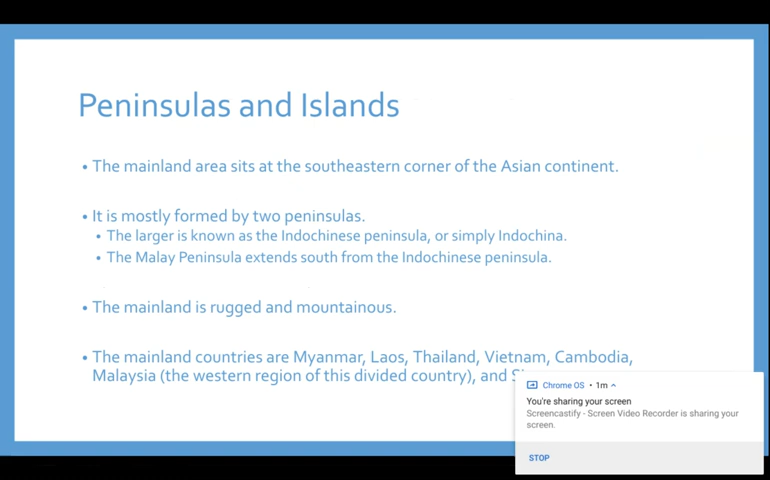 Peninsulas and Islands
• The mainland area sits at the southeastern corner of the Asian continent.
• It is mostly formed by two peninsulas.
• The larger is known as the Indochinese peninsula, or simply Indochina.
• The Malay Peninsula extends south from the Indochinese peninsula.
• The mainland is rugged and mountainous.
• The mainland countries are Myanmar, Laos, Thailand, Vietnam, Cambodia,
Malaysia (the western region of this divided country), and
Chrome OS • 1m
You're sharing your screen
Screencastify - Screen Video Recorder is sharing your
screen.
STOP